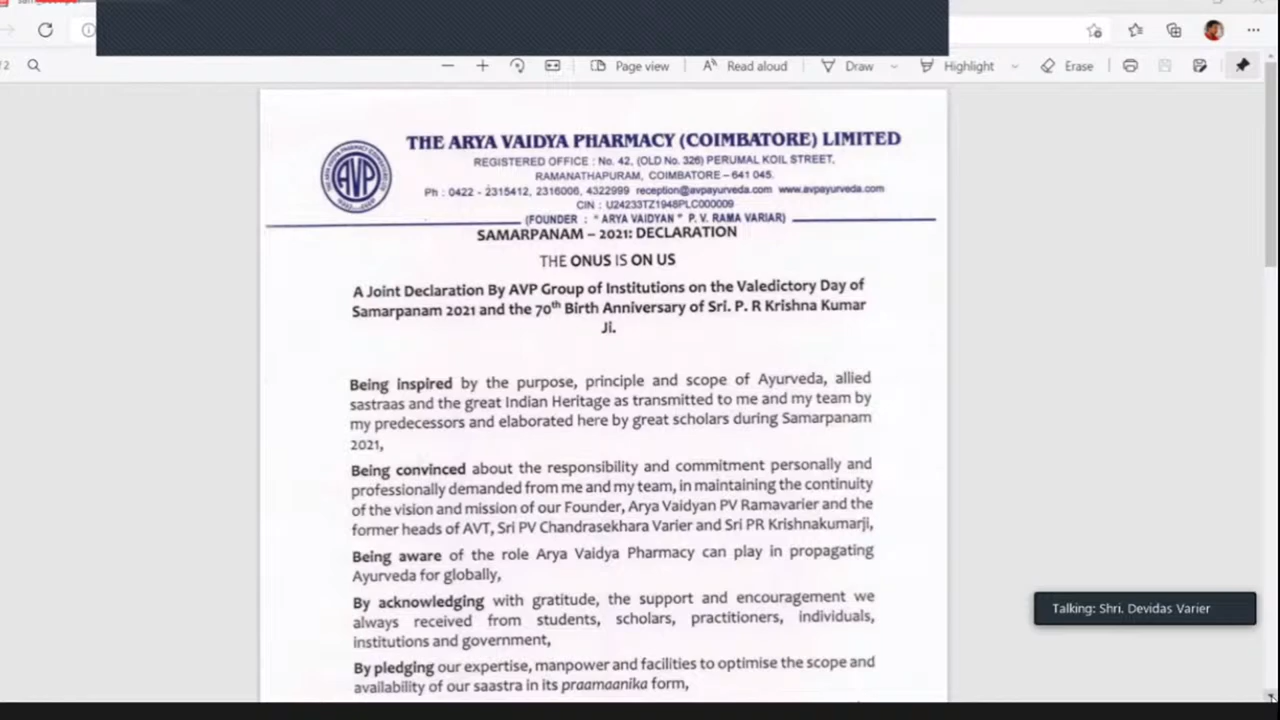 /2
Page view
Read aloud
Draw
Highlight
Erase
THE ARYA VAIDYA PHARMACY (COIMBATORE) LIMITED
REGISTERED OFFICE : No. 42, (OLD No. 326) PERUMAL KOIL STREET,
RAMANATHAPURAM, COIMBATORE – 641 045.
Ph : 0422 - 2315412, 2316006, 4322999 reception@avpayurveda.com www.avpayurveda.com
CIN : U24233TZ1948PLC000009
(FOUNDER : " ARYA VAIDYAN " P. V. RAMA VARIAR)
AVP
SAMARPANAM – 2021: DECLARATION
THE ONUS IS ON US
A Joint Declaration By AVP Group of Institutions on the Valedictory Day of
Samarpanam 2021 and the 70th Birth Anniversary of Sri. P. R Krishna Kumar
Ji.
Being inspired by the purpose, principle and scope of Ayurveda, allied
sastraas and the great Indian Heritage as transmitted to me and my team by
my predecessors and elaborated here by great scholars during Samarpanam
2021,
Being convinced about the responsibility and commitment personally and
professionally demanded from me and my team, in maintaining the continuity
of the vision and mission of our Founder, Arya Vaidyan PV Ramavarier and the
former heads of AVT, Sri PV Chandrasekhara Varier and Sri PR Krishnakumarji,
Being aware of the role Arya Vaidya Pharmacy can play in propagating
Ayurveda for globally,
By acknowledging with gratitude, the support and encouragement we
always received from students, scholars, practitioners, individuals,
institutions and government,
By pledging our expertise, manpower and facilities to optimise the scope and
availability of our saastra in its praamaanika form,
Talking: Shri. Devidas Varier